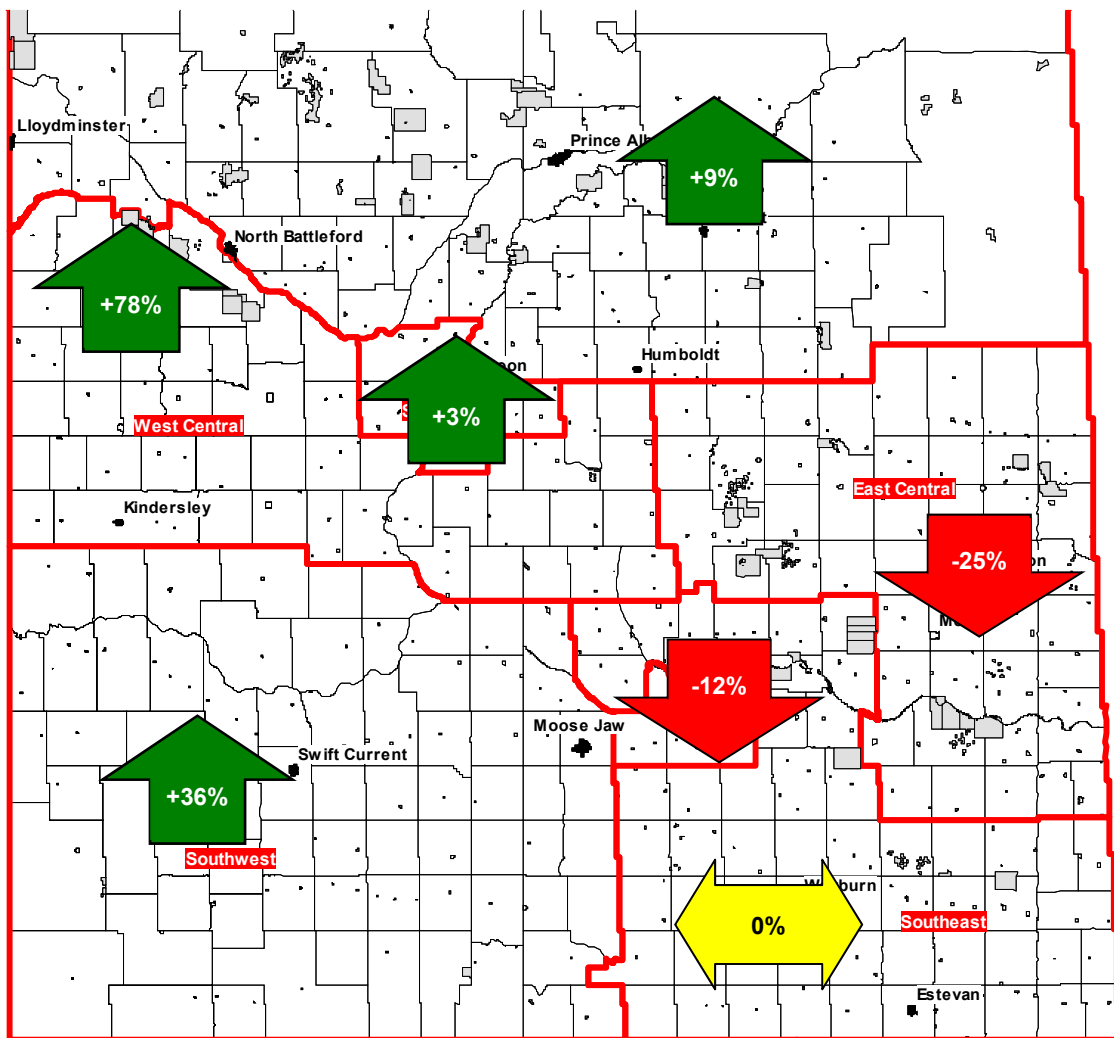 Lloydminster
Prince Alb
+9%
North Battleford
+78%
Humboldt
oon
+3%
West Central
East Central
Kindersley
-25%
on
-12%
Moose Jaw
Swift Current
+36%
Southwest
W
burn
0%
Southeast
Estevan